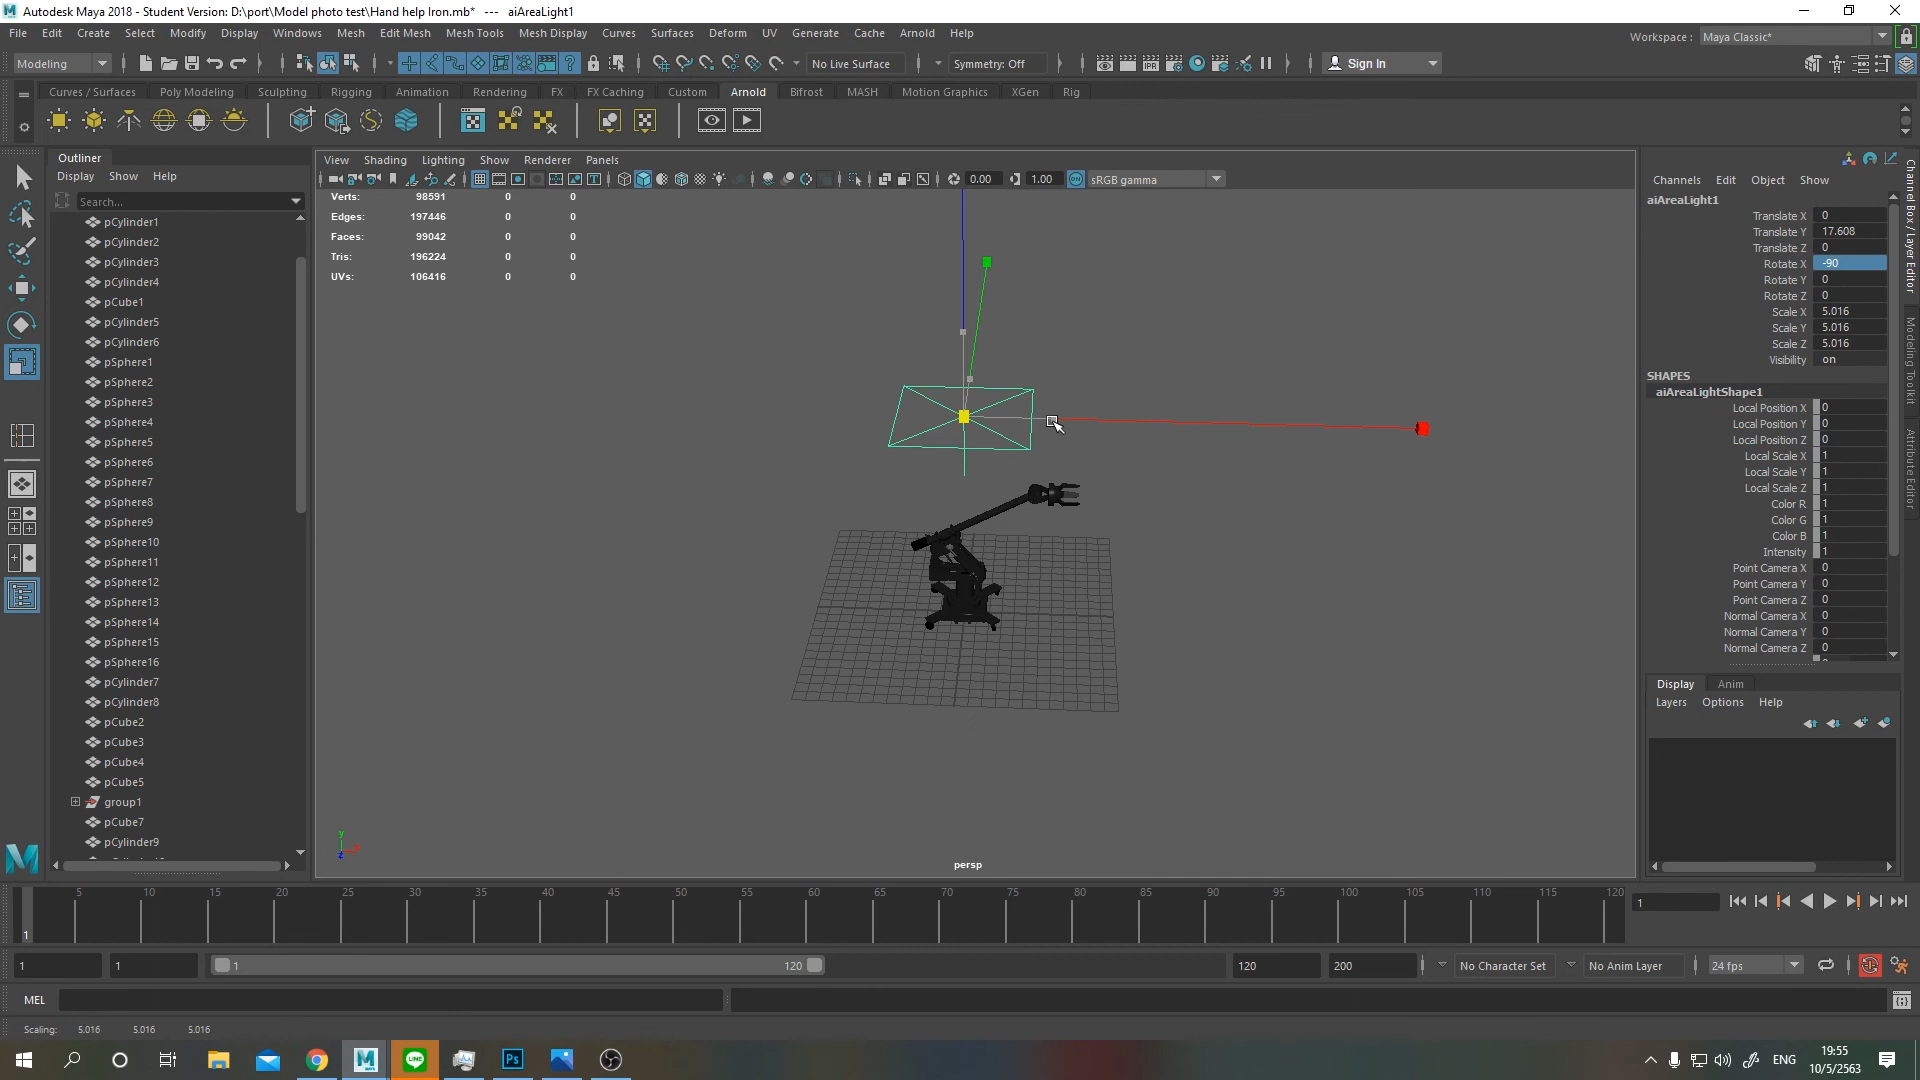 Autodesk Maya 2018 - Student Version: D:\port\Model photo test\Hand help Iron.mb* --- aiAreaLight1
File Edit Create Select Modify Display Windows Mesh Edit Mesh Mesh Tools Mesh Display Curves Surfaces Deform UV Generate Cache Arnold Help
Workspace : Maya Classic*
Modeling
No Live Surface
Symmetry: Off
IPR
Sign In
Curves / Surfaces Poly Modeling Sculpting Rigging Animation Rendering FX FX Caching Custom Arnold Bifrost MASH Motion Graphics XGen Rig
Outliner
Display Show Help
Search...
pCylinder1
pCylinder2
pCylinder3
pCylinder4
pCube1
pCylinder5
pCylinder6
pSphere1
pSphere2
pSphere3
pSphere4
pSphere5
pSphere6
pSphere7
pSphere8
pSphere9
pSphere10
pSphere11
pSphere12
pSphere13
pSphere14
pSphere15
pSphere16
pCylinder7
pCylinder8
pCube2
pCube3
pCube4
pCube5
group1
pCube7
pCylinder9
View Shading Lighting Show Renderer Panels
0.00 1.00 ON sRGB gamma
Verts: 98591 0 0
Edges: 197446 0 0
Faces: 99042 0 0
Tris: 196224 0 0
UVs: 106416 0 0
y
z
persp
Channels Edit Object Show
aiAreaLight1
Translate X 0
Translate Y 17.608
Translate Z 0
Rotate X -90
Rotate Y 0
Rotate Z 0
Scale X 5.016
Scale Y 5.016
Scale Z 5.016
Visibility on
SHAPES
aiAreaLightShape1
Local Position X 0
Local Position Y 0
Local Position Z 0
Local Scale X 1
Local Scale Y 1
Local Scale Z 1
Color R 1
Color G 1
Color B 1
Intensity 1
Point Camera X 0
Point Camera Y 0
Point Camera Z 0
Normal Camera X 0
Normal Camera Y 0
Normal Camera Z 0
Channel Box / Layer Editor
Modeling Toolkit
Attribute Editor
Display Anim
Layers Options Help
5 10 15 20 25 30 35 40 45 50 55 60 65 70 75 80 85 90 95 100 105 110 115 120
1
1
1 1 1 120 120 200 No Character Set No Anim Layer 24 fps
MEL
Scaling: 5.016 5.016 5.016
MAYA
LINE
Ps
ENG
19:55
10/5/2563